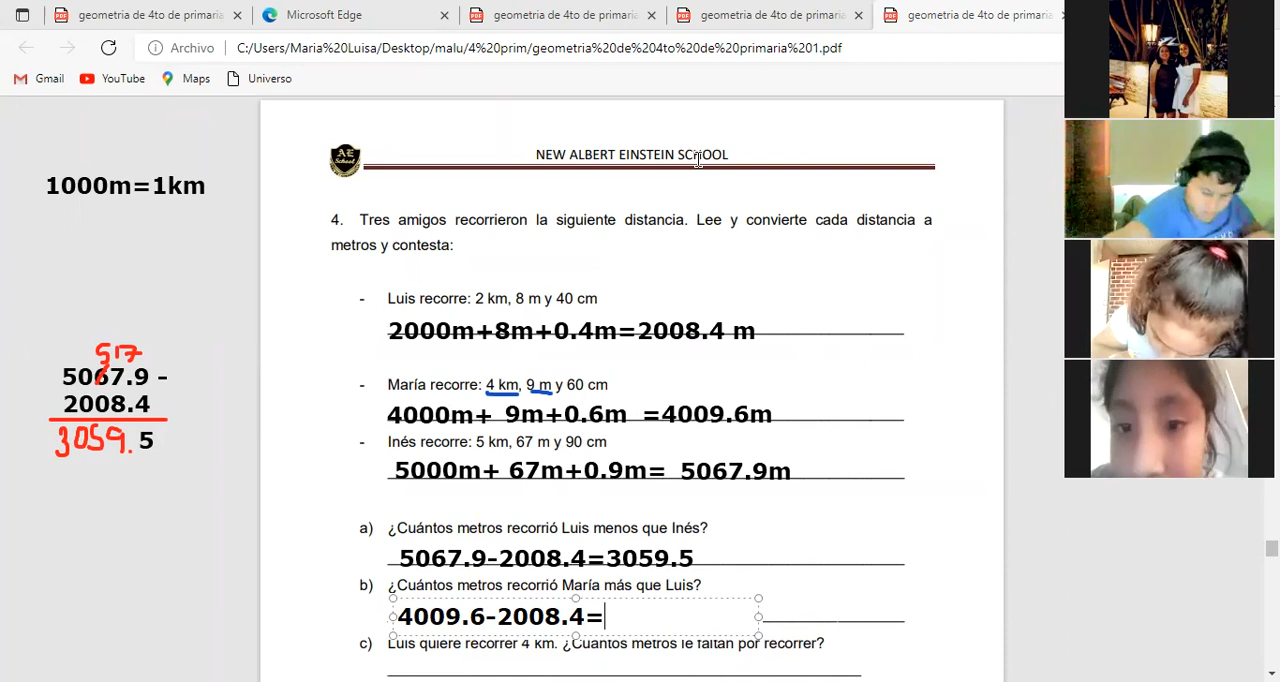 geometria de 4to de primaria
Microsoft Edge
geometria de 4to de primaria
geometria de 4to de primaria
geometria de 4to de primaria
Archivo
C:/Users/Maria%20Luisa/Desktop/malu/4%20prim/geometria%20de%204to%20de%20primaria%201.pdf
Gmail
YouTube
Maps
Universo
AE
School
NEW ALBERT EINSTEIN SCHOOL
1000m=1km
4. Tres amigos recorrieron la siguiente distancia. Lee y convierte cada distancia a
metros y contesta:
- Luis recorre: 2 km, 8 m y 40 cm
2000m+8m+0.4m=2008.4 m
- María recorre: 4 km, 9 m y 60 cm
4000m+ 9m+0.6m =4009.6m
- Inés recorre: 5 km, 67 m y 90 cm
5000m+ 67m+0.9m= 5067.9m
517
5067.9 -
2008.4
3059.5
a) ¿Cuántos metros recorrió Luis menos que Inés?
5067.9-2008.4=3059.5
b) ¿Cuántos metros recorrió María más que Luis?
4009.6-2008.4=
c) Luis quiere recorrer 4 km. ¿Cuántos metros le faltan por recorrer?